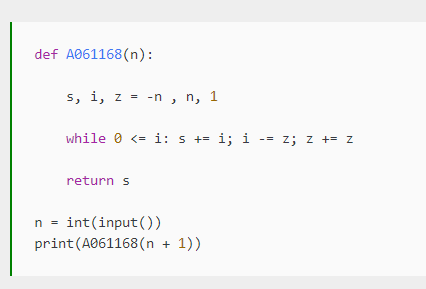 def A061168(n):
s, i, z = -n , n, 1
while 0 <= i: s += i; i -= z; z += z
return s
n = int(input())
print(A061168(n + 1))